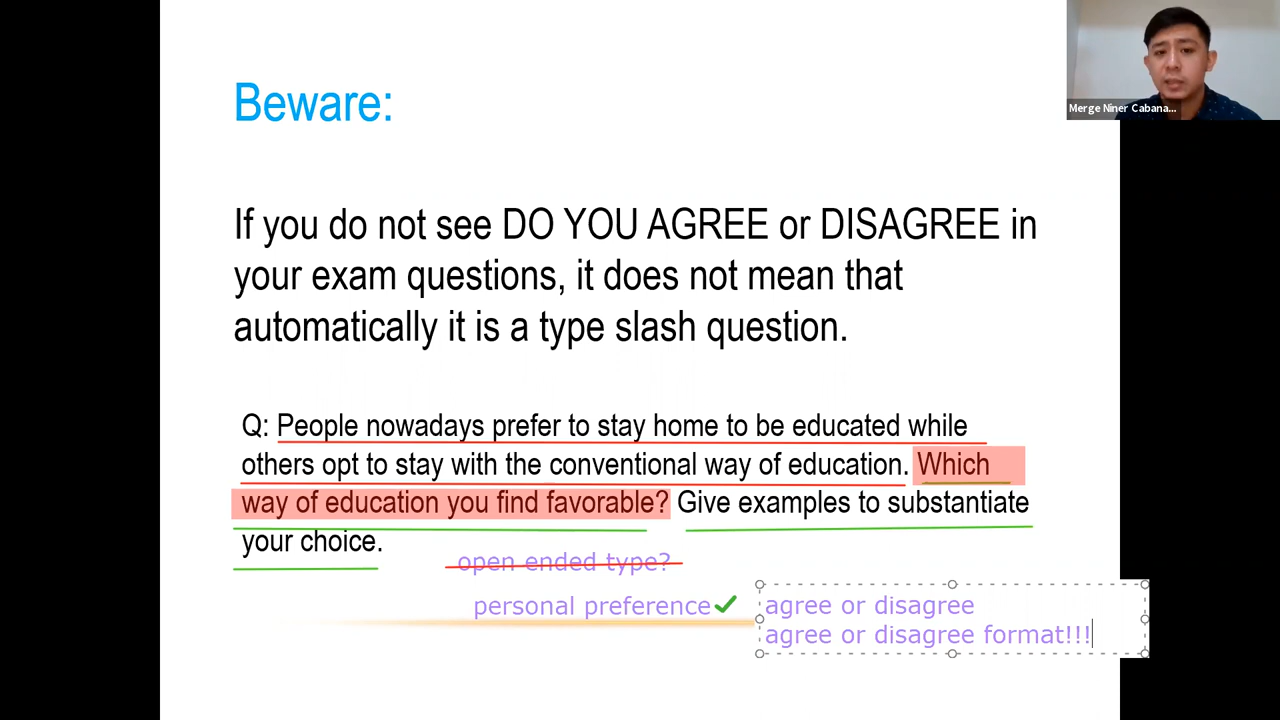 Beware:
Merge Niner Cabana...
If you do not see DO YOU AGREE or DISAGREE in
your exam questions, it does not mean that
automatically it is a type slash question.
Q: People nowadays prefer to stay home to be educated while
others opt to stay with the conventional way of education. Which
way of education you find favorable? Give examples to substantiate
your choice.
open ended type?
personal preference
agree or disagree
agree or disagree format!!!